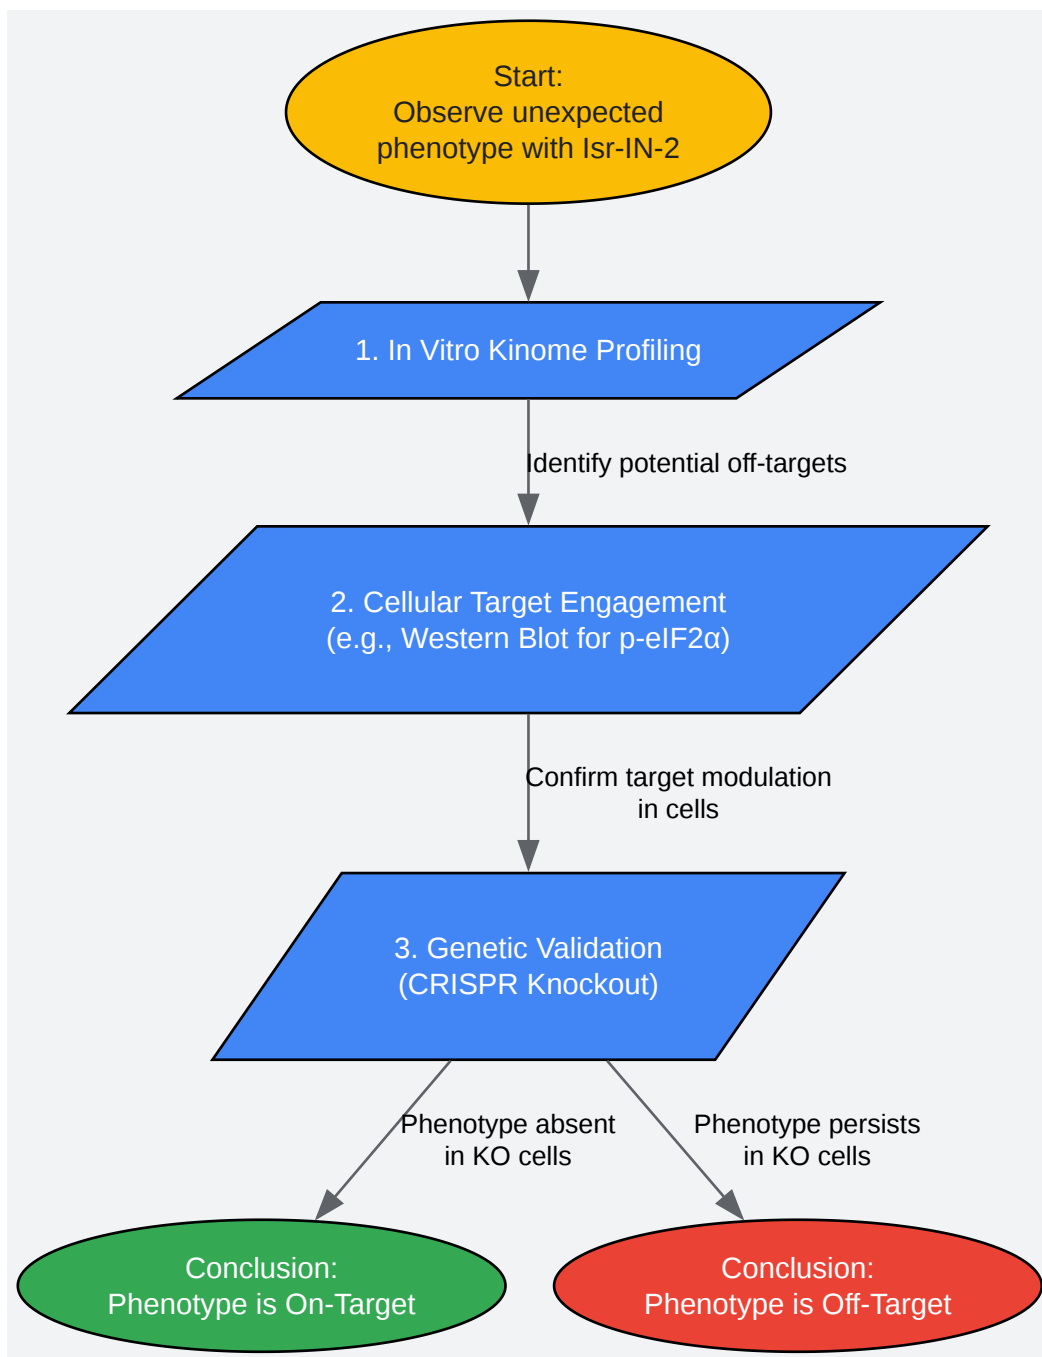 Start:
Observe unexpected
phenotype with Isr-IN-2
1. In Vitro Kinome Profiling
Identify potential off-targets
2. Cellular Target Engagement
(e.g., Western Blot for p-eIF2α)
Confirm target modulation
in cells
3. Genetic Validation
(CRISPR Knockout)
Phenotype absent
in KO cells
Phenotype persists
in KO cells
Conclusion:
Phenotype is On-Target
Conclusion:
Phenotype is Off-Target